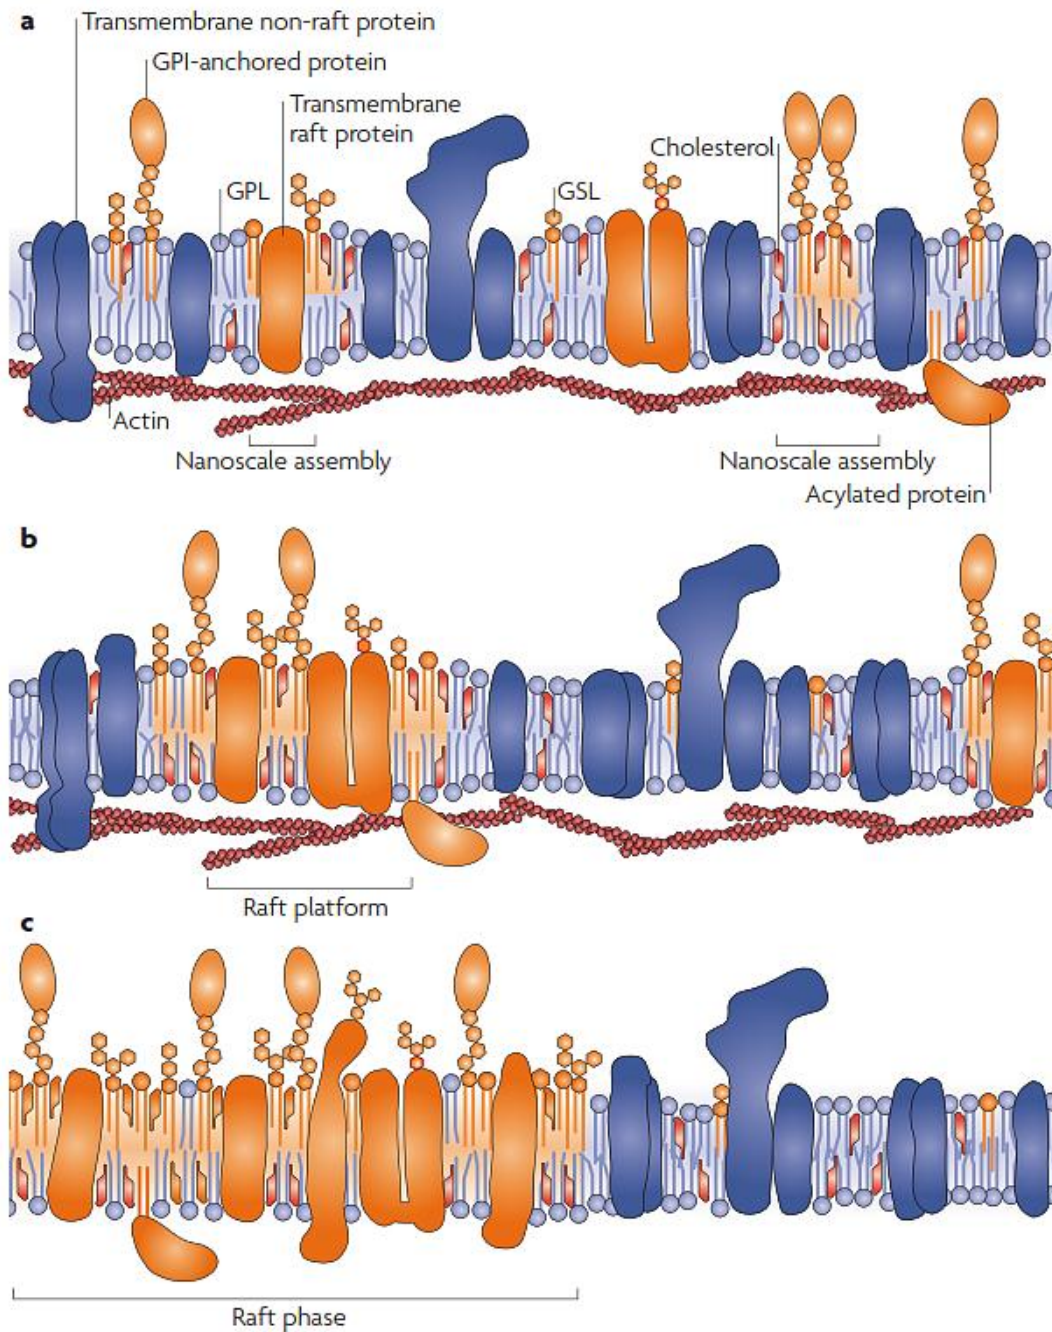 a
Transmembrane non-raft protein
GPI-anchored protein
Transmembrane
raft protein
Cholesterol
GPL
GSL
Actin
Nanoscale assembly
Nanoscale assembly
Acylated protein
b
Raft platform
c
Raft phase